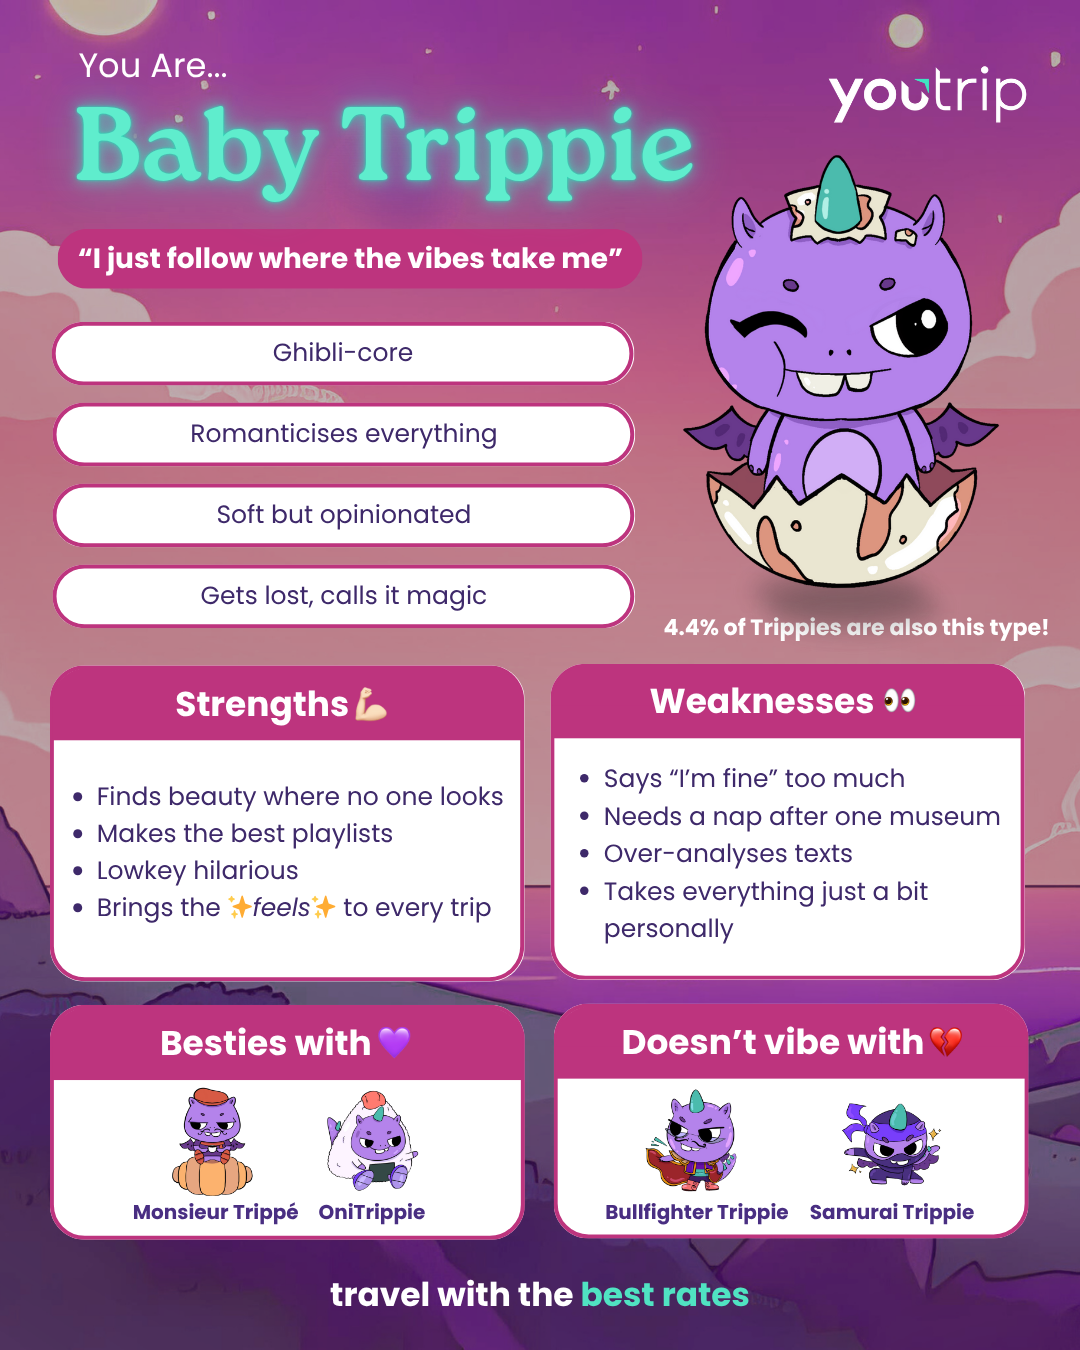 You Are...
youtrip
Baby Trippie
“I just follow where the vibes take me”
Ghibli-core
Romanticises everything
Soft but opinionated
Gets lost, calls it magic
4.4% of Trippies are also this type!
Strengths💪🏻
• Finds beauty where no one looks
• Makes the best playlists
• Lowkey hilarious
• Brings the ✨feels✨ to every trip
Weaknesses 👀
• Says “I’m fine” too much
• Needs a nap after one museum
• Over-analyses texts
• Takes everything just a bit
personally
Besties with 💜
Monsieur Trippé
OniTrippie
Doesn’t vibe with 💔
Bullfighter Trippie
Samurai Trippie
travel with the best rates